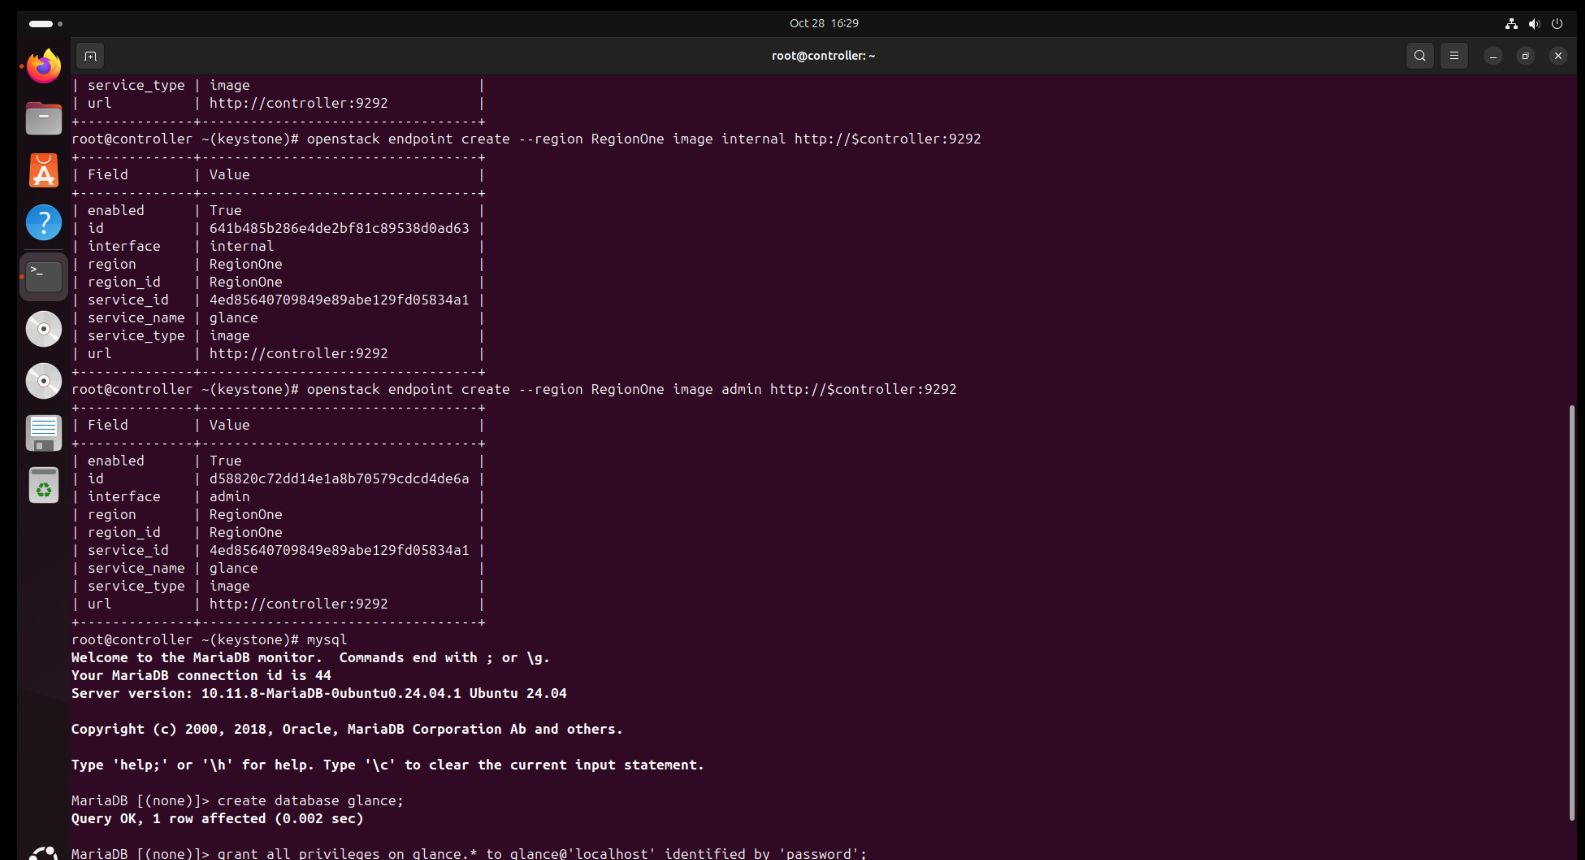 Oct 28 16:29
root@controller: ~
| service_type | image                            |
| url          | http://controller:9292           |
+--------------+----------------------------------+
root@controller ~(keystone)# openstack endpoint create --region RegionOne image internal http://$controller:9292
+--------------+----------------------------------+
| Field        | Value                            |
+--------------+----------------------------------+
| enabled      | True                             |
| id           | 641b485b286e4de2bf81c89538d0ad63 |
| interface    | internal                         |
| region       | RegionOne                        |
| region_id    | RegionOne                        |
| service_id   | 4ed85640709849e89abe129fd05834a1 |
| service_name | glance                           |
| service_type | image                            |
| url          | http://controller:9292           |
+--------------+----------------------------------+
root@controller ~(keystone)# openstack endpoint create --region RegionOne image admin http://$controller:9292
+--------------+----------------------------------+
| Field        | Value                            |
+--------------+----------------------------------+
| enabled      | True                             |
| id           | d58820c72dd14e1a8b70579cdcd4de6a |
| interface    | admin                            |
| region       | RegionOne                        |
| region_id    | RegionOne                        |
| service_id   | 4ed85640709849e89abe129fd05834a1 |
| service_name | glance                           |
| service_type | image                            |
| url          | http://controller:9292           |
+--------------+----------------------------------+
root@controller ~(keystone)# mysql
Welcome to the MariaDB monitor.  Commands end with ; or \g.
Your MariaDB connection id is 44
Server version: 10.11.8-MariaDB-0ubuntu0.24.04.1 Ubuntu 24.04

Copyright (c) 2000, 2018, Oracle, MariaDB Corporation Ab and others.

Type 'help;' or '\h' for help. Type '\c' to clear the current input statement.

MariaDB [(none)]> create database glance;
Query OK, 1 row affected (0.002 sec)

MariaDB [(none)]> grant all privileges on glance.* to glance@'localhost' identified by 'password';